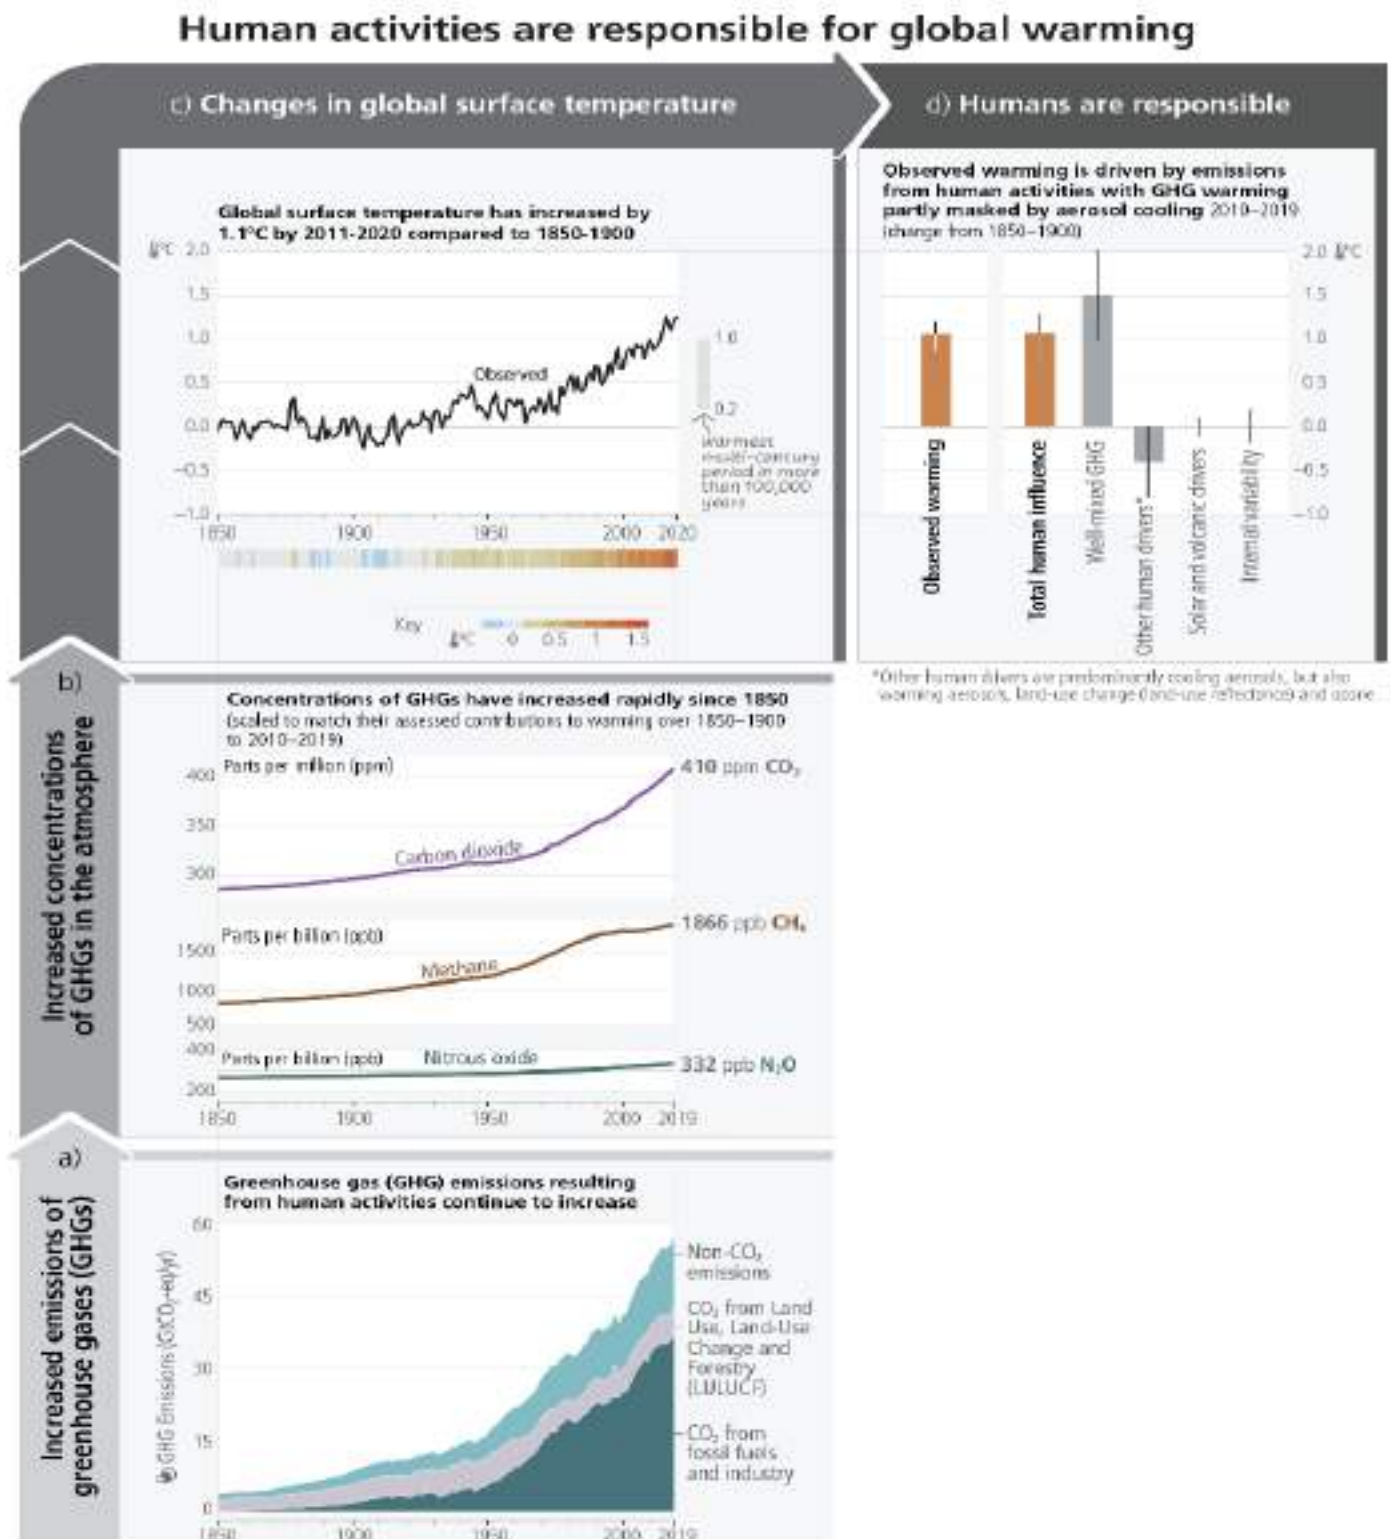 Human activities are responsible for global warming
c) Changes in global surface temperature
Global surface temperature has increased by
1.1°C by 2011-2020 compared to 1850-1900
°C 2.0
1.5
1.0
0.5
0.0
−0.5
−1.0
Observed
1.0
0.2
warmest
multi-century
period in more
than 100,000
years
1850 1900 1950 2000 2020
Key
°C 0 0.5 1 1.5
d) Humans are responsible
Observed warming is driven by emissions
from human activities with GHG warming
partly masked by aerosol cooling 2010–2019
(change from 1850–1900)
2.0 °C
1.5
1.0
0.0
−0.5
−1.0
Observed warming
Total human influence
Well-mixed GHG
Other human drivers*
Solar and volcanic drivers
Internal variability
*Other human drivers are predominantly cooling aerosols, but also
warming aerosols, land-use change (land-use reflectance) and ozone
b)
Increased concentrations
of GHGs in the atmosphere
Concentrations of GHGs have increased rapidly since 1850
(scaled to match their assessed contributions to warming over 1850–1900
to 2010–2019)
Parts per million (ppm)
400
350
300
Carbon dioxide
410 ppm CO₂
Parts per billion (ppb)
1500
1000
500
Methane
1866 ppb CH₄
Parts per billion (ppb)
400
200
Nitrous oxide
332 ppb N₂O
1850 1900 1950 2000 2019
a)
Increased emissions of
greenhouse gases (GHGs)
Greenhouse gas (GHG) emissions resulting
from human activities continue to increase
GHG Emissions (GtCO₂-eq/yr)
60
45
30
15
0
Non-CO₂
emissions
CO₂ from Land
Use, Land-Use
Change and
Forestry
(LULUCF)
CO₂ from
fossil fuels
and industry
1850 1900 1950 2000 2019